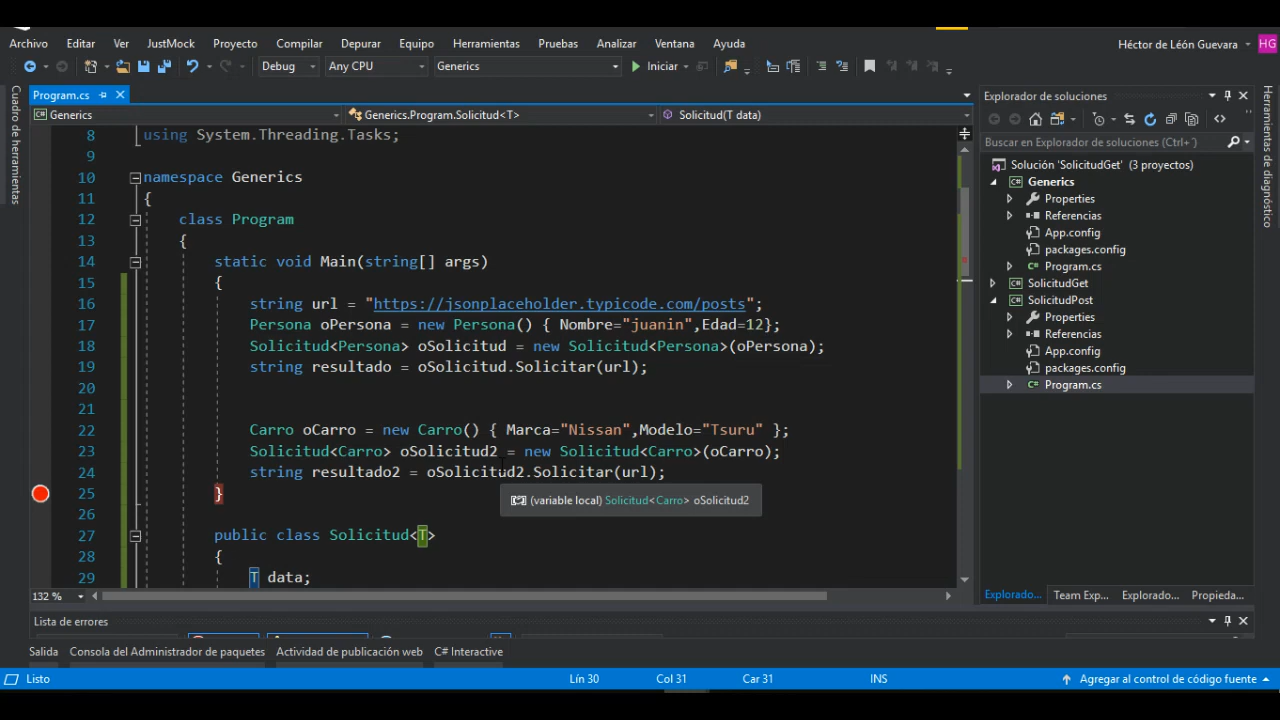 Archivo Editar Ver JustMock Proyecto Compilar Depurar Equipo Herramientas Pruebas Analizar Ventana Ayuda Héctor de León Guevara HG
Debug Any CPU Generics Iniciar
Program.cs
Generics Generics.Program.Solicitud<T> Solicitud(T data)
8 using System.Threading.Tasks;
9
10 namespace Generics
11 {
12 class Program
13 {
14 static void Main(string[] args)
15 {
16 string url = "https://jsonplaceholder.typicode.com/posts";
17 Persona oPersona = new Persona() { Nombre="juanin",Edad=12};
18 Solicitud<Persona> oSolicitud = new Solicitud<Persona>(oPersona);
19 string resultado = oSolicitud.Solicitar(url);
20
21
22 Carro oCarro = new Carro() { Marca="Nissan",Modelo="Tsuru" };
23 Solicitud<Carro> oSolicitud2 = new Solicitud<Carro>(oCarro);
24 string resultado2 = oSolicitud2.Solicitar(url);
25 }
(variable local) Solicitud<Carro> oSolicitud2
26
27 public class Solicitud<T>
28 {
29 T data;
132 %
Cuadro de herramientas
Explorador de soluciones
Buscar en Explorador de soluciones (Ctrl+´)
Solución 'SolicitudGet' (3 proyectos)
Generics
Properties
Referencias
App.config
packages.config
Program.cs
SolicitudGet
SolicitudPost
Properties
Referencias
App.config
packages.config
Program.cs
Explorado... Team Exp... Explorado... Propieda...
Herramientas de diagnóstico
Lista de errores
Salida Consola del Administrador de paquetes Actividad de publicación web C# Interactive
Listo Lín 30 Col 31 Car 31 INS Agregar al control de código fuente